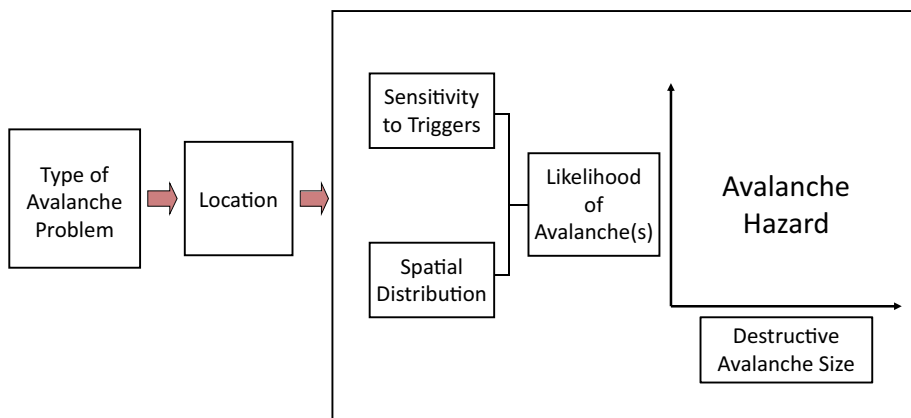 Type of
Avalanche
Problem
Location
Sensitivity
to Triggers
Spatial
Distribution
Likelihood
of
Avalanche(s)
Avalanche
Hazard
Destructive
Avalanche Size